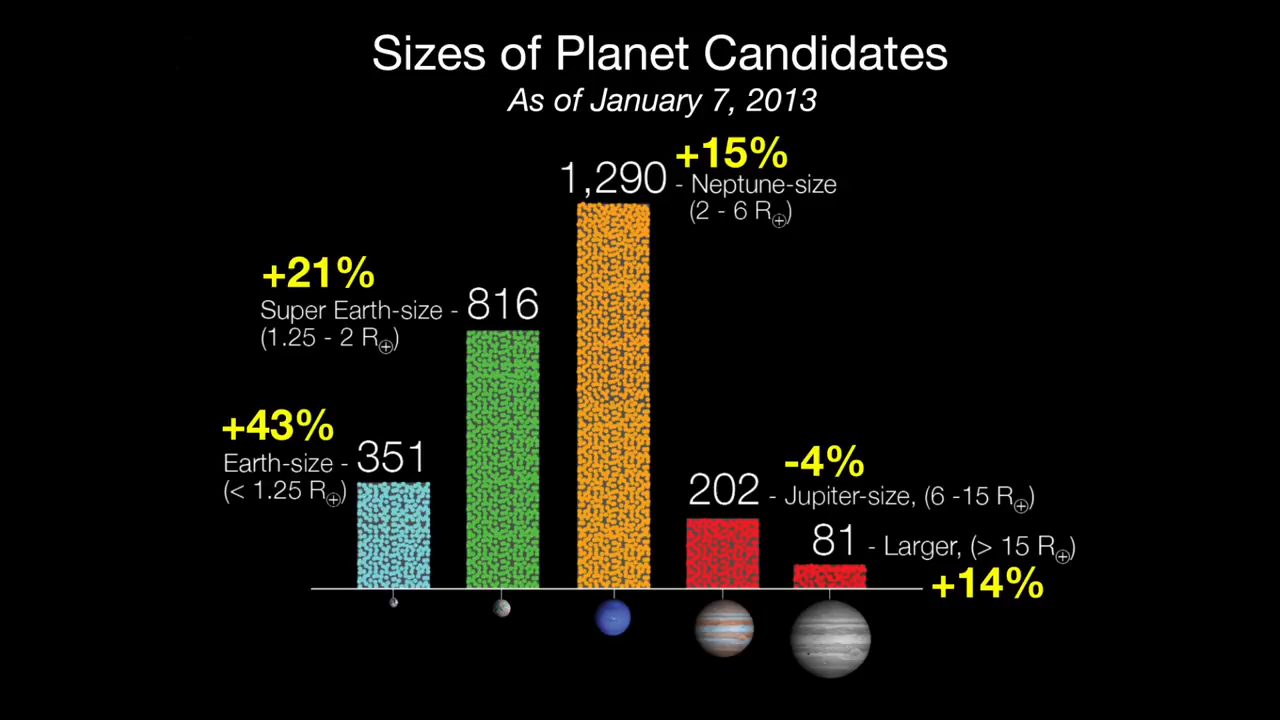 Sizes of Planet Candidates
As of January 7, 2013
+15%
1,290 - Neptune-size
(2 - 6 R⊕)
+21%
Super Earth-size - 816
(1.25 - 2 R⊕)
+43%
Earth-size - 351
(< 1.25 R⊕)
-4%
202 - Jupiter-size, (6 -15 R⊕)
81 - Larger, (> 15 R⊕)
+14%